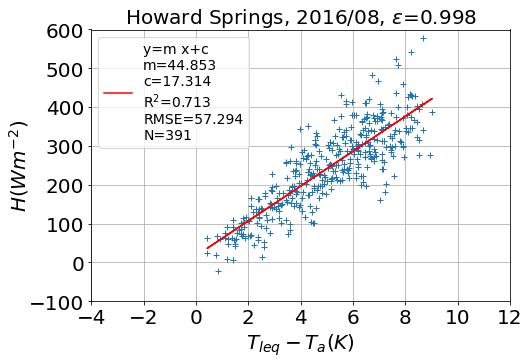 Howard Springs, 2016/08, ε=0.998
y=m x+c
m=44.853
c=17.314
R²=0.713
RMSE=57.294
N=391
600
500
400
300
200
100
0
−100
H(Wm⁻²)
−4 −2 0 2 4 6 8 10 12
T_leq − T_a(K)